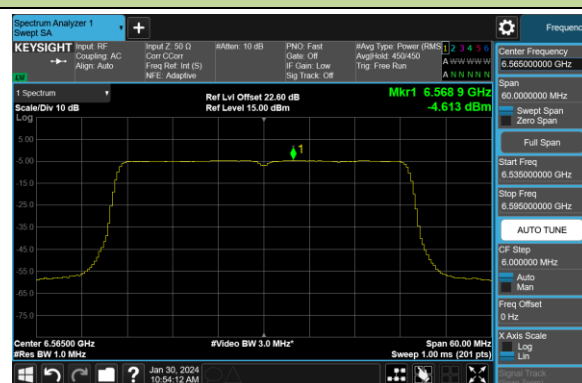 Spectrum Analyzer 1
Swept SA
+
Frequen
KEYSIGHT
Input: RF
Coupling: AC
Align: Auto
Input Z: 50 Ω
Corr CCorr
Freq Ref: Int (S)
NFE: Adaptive
#Atten: 10 dB
PNO: Fast
Gate: Off
IF Gain: Low
Sig Track: Off
#Avg Type: Power (RMS
Avg|Hold: 450/450
Trig: Free Run
1 2 3 4 5 6
A W W W W W
A N N N N N
LW
1 Spectrum
Scale/Div 10 dB
Log
Ref Lvl Offset 22.60 dB
Ref Level 15.00 dBm
Mkr1 6.568 9 GHz
-4.613 dBm
1
5.00
-5.00
-15.0
-25.0
-35.0
-45.0
-55.0
-65.0
-75.0
Center 6.56500 GHz
#Res BW 1.0 MHz
#Video BW 3.0 MHz*
Span 60.00 MHz
Sweep 1.00 ms (201 pts)
Center Frequency
6.565000000 GHz
Span
60.0000000 MHz
Swept Span
Zero Span
Full Span
Start Freq
6.535000000 GHz
Stop Freq
6.595000000 GHz
AUTO TUNE
CF Step
6.000000 MHz
Auto
Man
Freq Offset
0 Hz
X Axis Scale
Log
Lin
Signal Track
?
Jan 30, 2024
10:54:12 AM